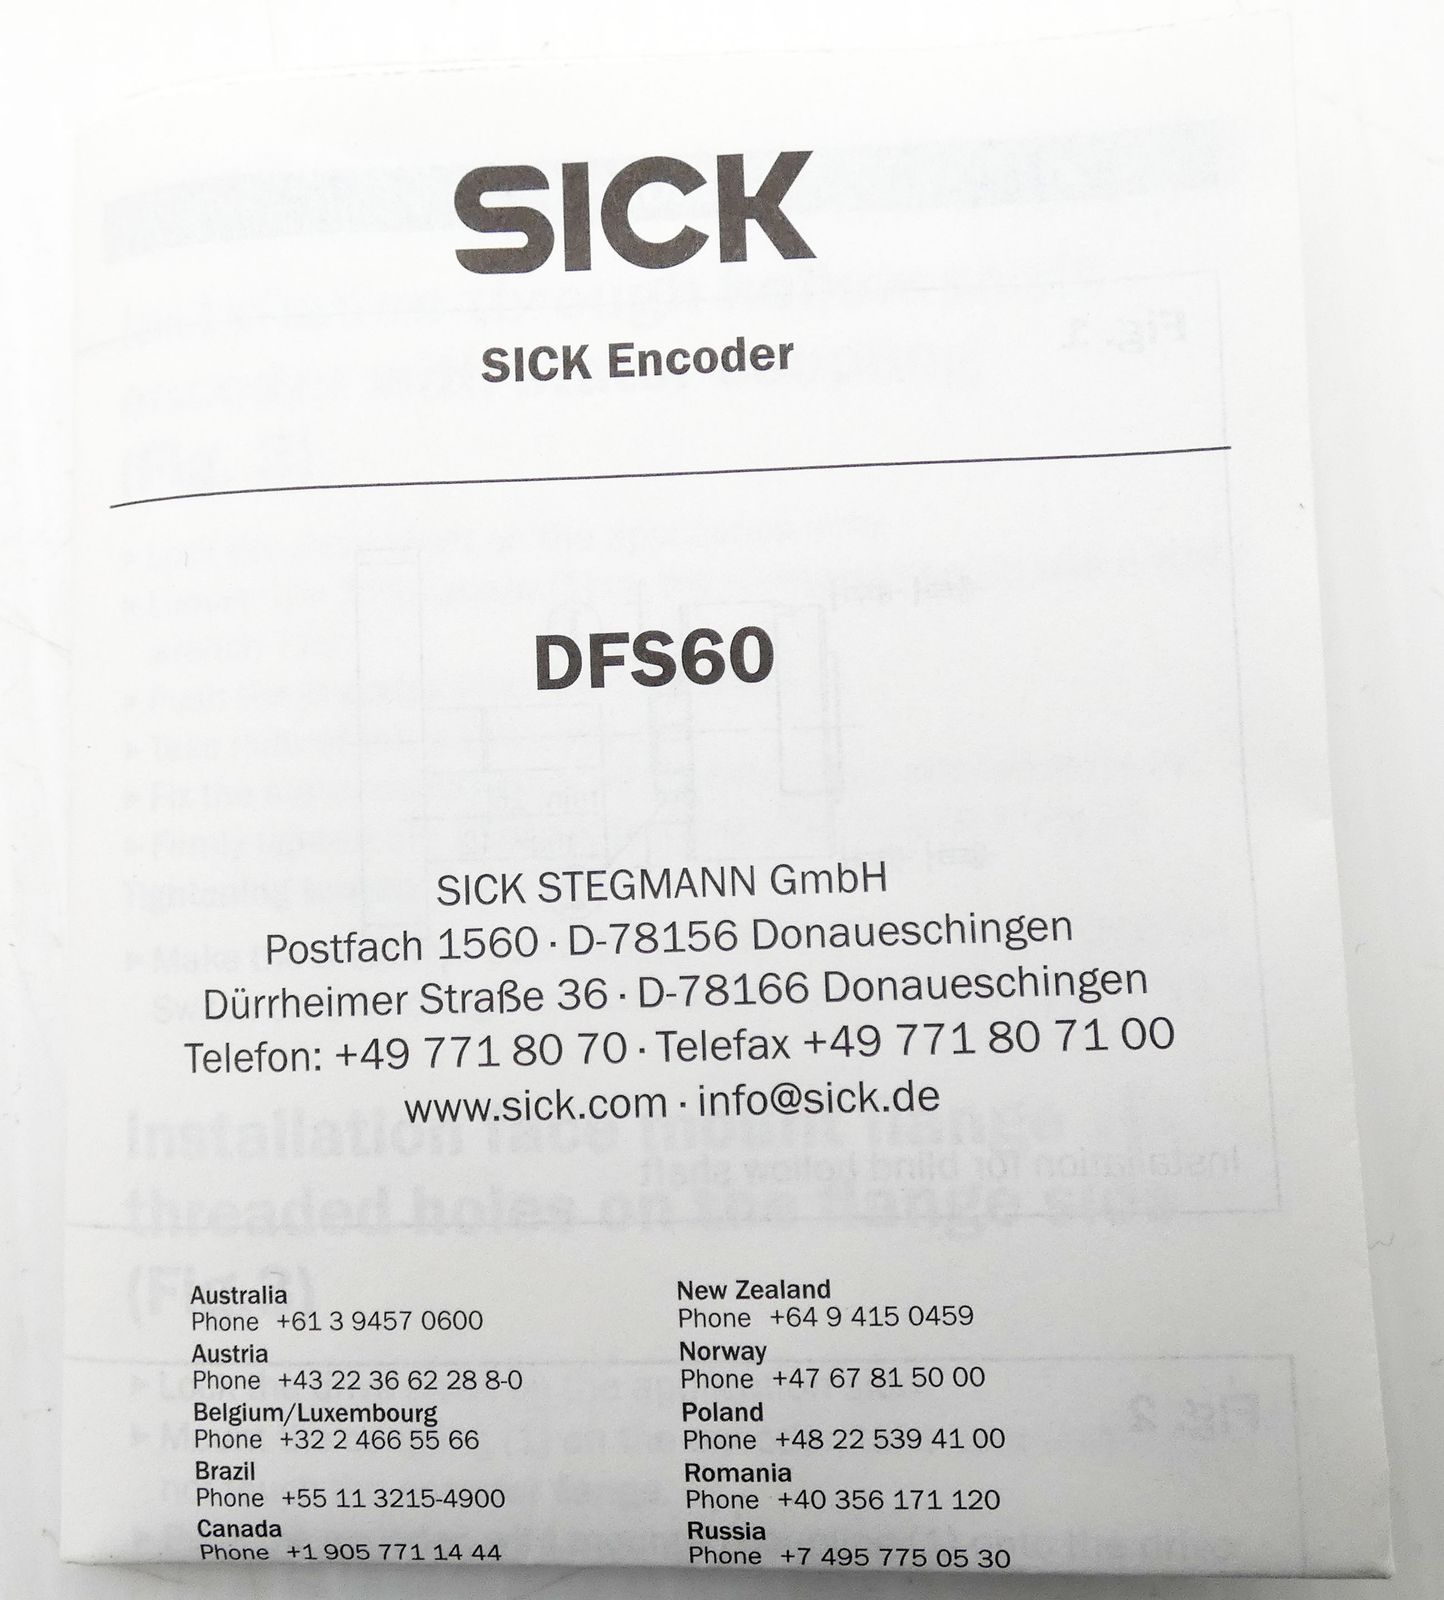 SICK
SICK Encoder
DFS60
SICK STEGMANN GmbH
Postfach 1560 · D-78156 Donaueschingen
Dürrheimer Straße 36 · D-78166 Donaueschingen
Telefon: +49 771 80 70 · Telefax +49 771 80 71 00
www.sick.com · info@sick.de
Australia
Phone +61 3 9457 0600
Austria
Phone +43 22 36 62 28 8-0
Belgium/Luxembourg
Phone +32 2 466 55 66
Brazil
Phone +55 11 3215-4900
Canada
Phone +1 905 771 14 44
New Zealand
Phone +64 9 415 0459
Norway
Phone +47 67 81 50 00
Poland
Phone +48 22 539 41 00
Romania
Phone +40 356 171 120
Russia
Phone +7 495 775 05 30